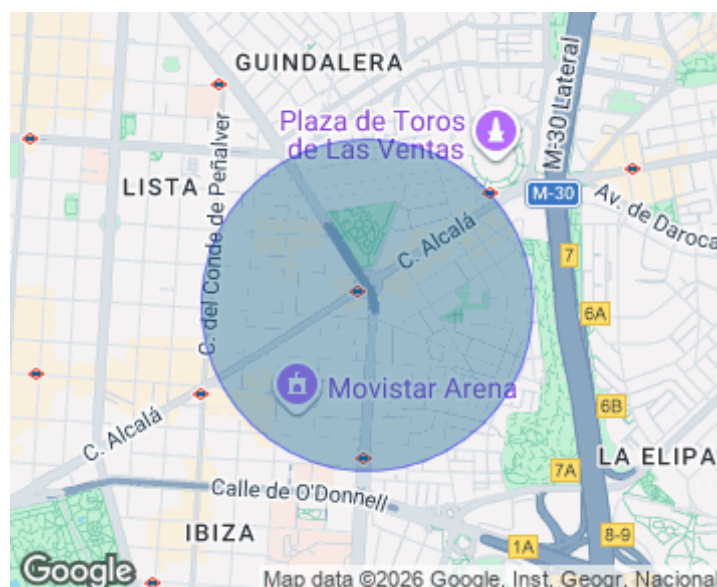 GUINDALERA
Plaza de Toros
de Las Ventas
M-30 Lateral
LISTA
C. del Conde de Peñalver
M-30
Av. de Daroca
C. Alcalá
7
6A
Movistar Arena
6B
C. Alcalá
LA ELIPA
7A
Calle de O'Donnell
IBIZA
1A
8-9
Google
Map data ©2026 Google, Inst. Geogr. Nacional